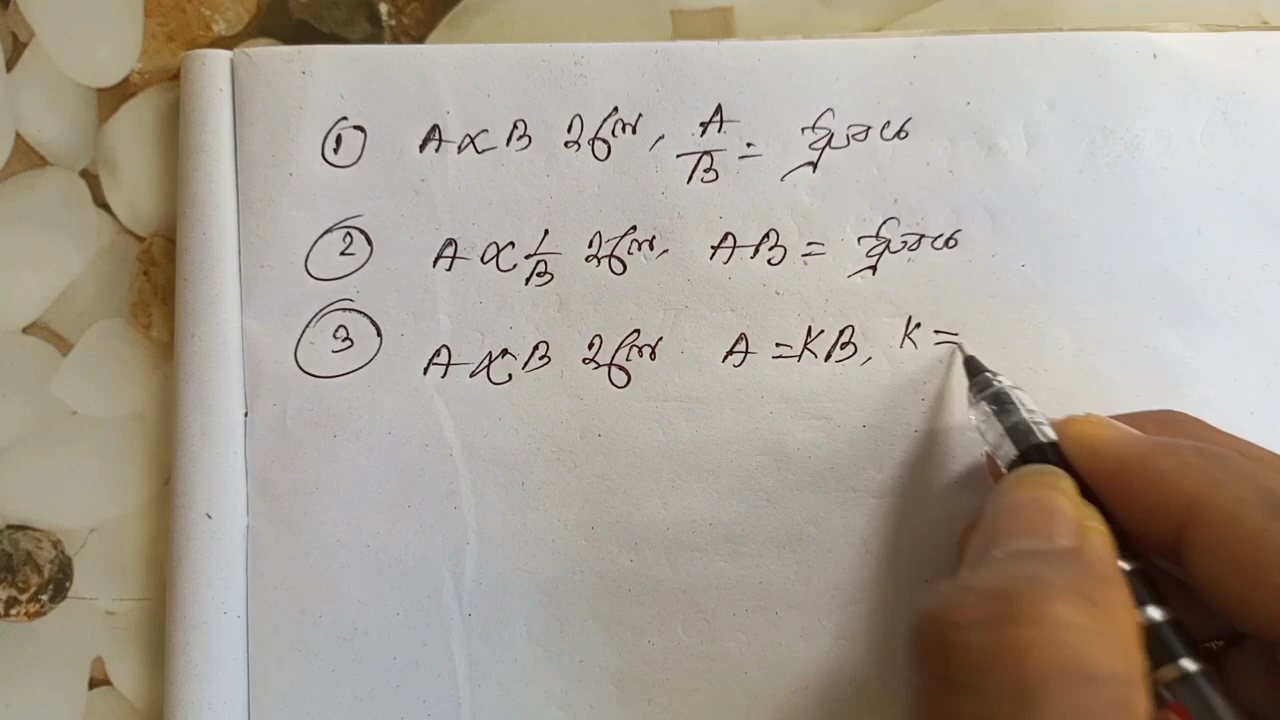 ① A ∝ B হলে, A/B = ধ্রুবক
② A ∝ 1/B হলে, AB = ধ্রুবক
③ A ∝ B হলে A = KB, K =